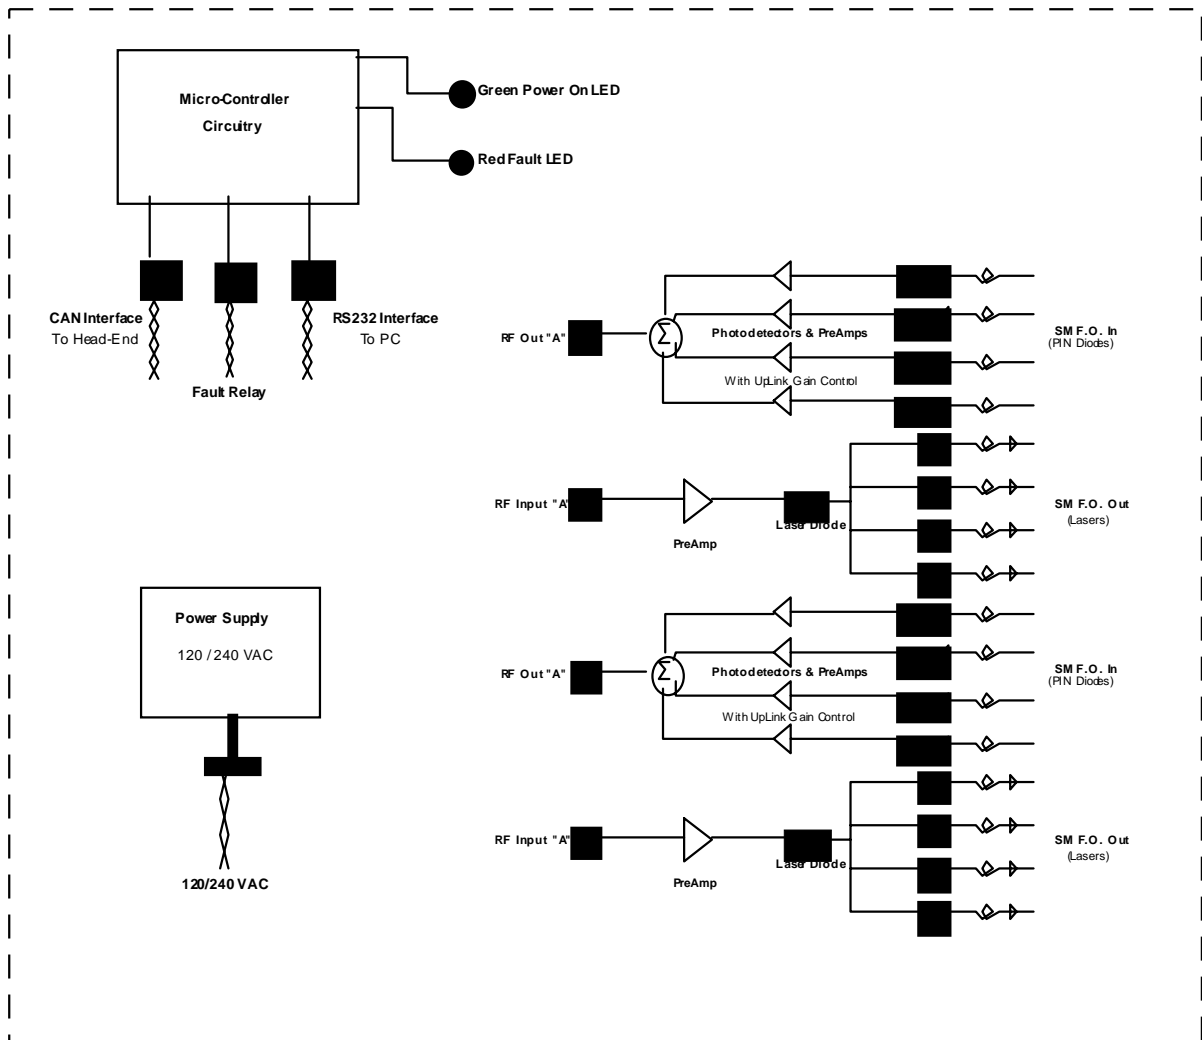 Micro-Controller
Circuitry
Green Power On LED
Red Fault LED
CAN Interface
To Head-End
Fault Relay
RS232 Interface
To PC
RF Out "A"
Σ
Photodetectors & PreAmps
With UpLink Gain Control
SM F.O. In
(PIN Diodes)
RF Input "A"
PreAmp
Laser Diode
SM F.O. Out
(Lasers)
Power Supply
120 / 240 VAC
120/240 VAC
RF Out "A"
Σ
Photodetectors & PreAmps
With UpLink Gain Control
SM F.O. In
(PIN Diodes)
RF Input "A"
PreAmp
Laser Diode
SM F.O. Out
(Lasers)